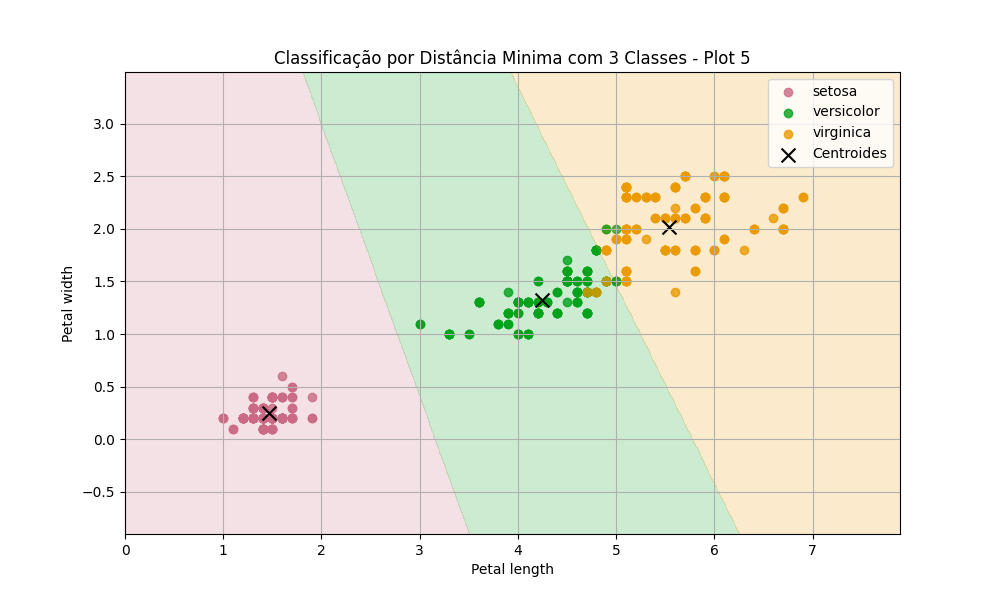 Classificação por Distância Minima com 3 Classes - Plot 5
setosa
versicolor
virginica
Centroides
3.0
2.5
2.0
1.5
1.0
0.5
0.0
−0.5
Petal width
0 1 2 3 4 5 6 7
Petal length